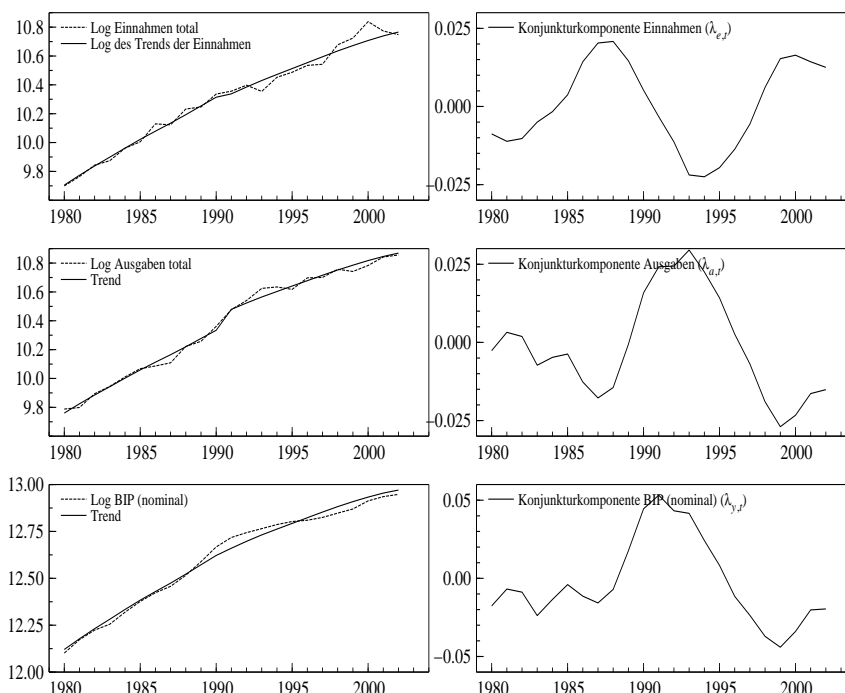 10.8
10.6
10.4
10.2
10.0
9.8
Log Einnahmen total
Log des Trends der Einnahmen
1980 1985 1990 1995 2000
0.025
0.000
−0.025
Konjunkturkomponente Einnahmen (λe,t)
1980 1985 1990 1995 2000
10.8
10.6
10.4
10.2
10.0
9.8
Log Ausgaben total
Trend
1980 1985 1990 1995 2000
0.025
0.000
−0.025
Konjunkturkomponente Ausgaben (λa,t)
1980 1985 1990 1995 2000
13.00
12.75
12.50
12.25
12.00
Log BIP (nominal)
Trend
1980 1985 1990 1995 2000
0.05
0.00
−0.05
Konjunkturkomponente BIP (nominal) (λy,t)
1980 1985 1990 1995 2000